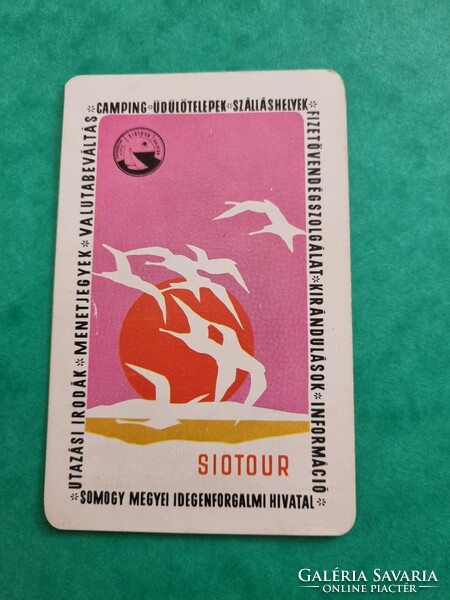 CAMPING * ÜDÜLŐTELEPEK * SZÁLLÁSHELYEK
* FIZETŐVENDÉGSZOLGÁLAT * KIRÁNDULÁSOK * INFORMÁCIÓ *
UTAZÁSI IRODÁK * MENETJEGYEK * VALUTABEVÁLTÁS *
SIOTOUR
* SOMOGY MEGYEI IDEGENFORGALMI HIVATAL *
GALÉRIA SAVARIA
ONLINE PIACTÉR